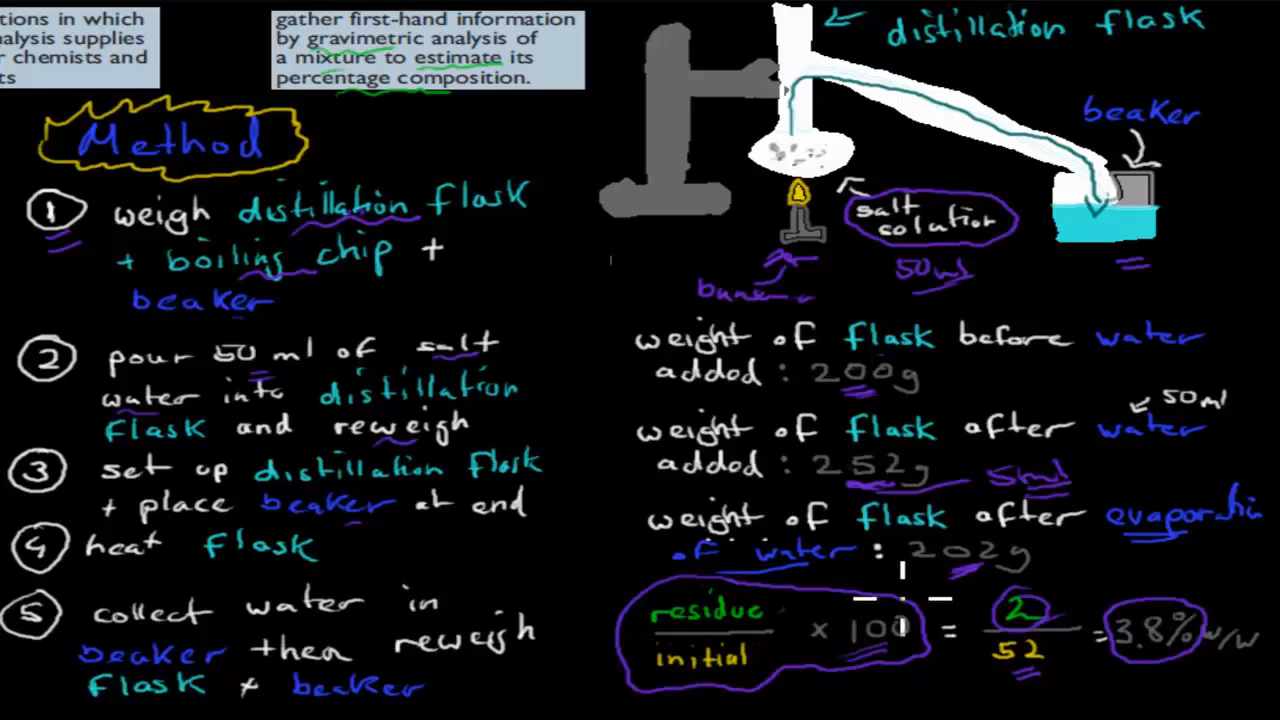 tions in which
nalysis supplies
r chemists and
ts
gather first-hand information
by gravimetric analysis of
a mixture to estimate its
percentage composition.
Method
1 weigh distillation flask
+ boiling chip +
beaker
2 pour 50 ml of salt
water into distillation
flask and reweigh
3 set up distillation flask
+ place beaker at end
4 heat flask
5 collect water in
beaker then reweigh
flask + beaker
distillation flask
beaker
salt
solution
50ml
weight of flask before water
added : 200g
50ml
weight of flask after water
added : 252g
weight of flask after evaporatio
of water : 202g
residue / initial × 100 = 2 / 52 = 3.8% w/w